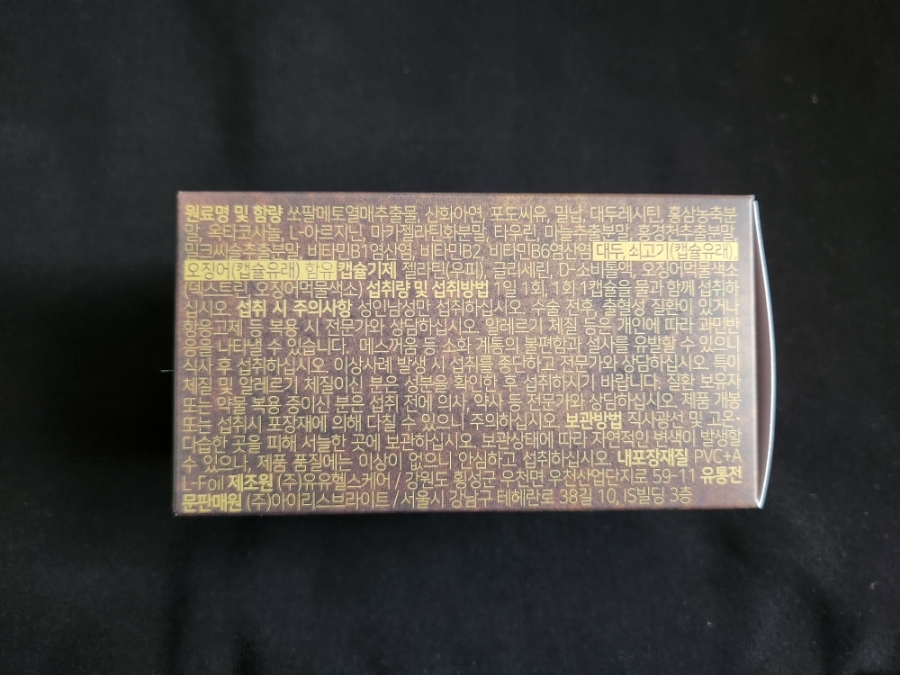 원료명 및 함량 쏘팔메토열매추출물, 산화아연, 포도씨유, 밀납, 대두레시틴, 홍삼농축분
말, 옥타코사놀, L-아르지닌, 마카젤라틴화분말, 타우린, 마늘추출분말, 홍경천추출분말,
밀크씨슬추출분말, 비타민B1염산염, 비타민B2, 비타민B6염산염 대두, 쇠고기(캡슐유래)
오징어(캡슐유래) 함유 캡슐기제 젤라틴(우피), 글리세린, D-소비톨액, 오징어먹물색소
(덱스트린, 오징어먹물색소) 섭취량 및 섭취방법 1일 1회, 1회 1캡슐을 물과 함께 섭취하
십시오. 섭취 시 주의사항 성인남성만 섭취하십시오. 수술 전후, 출혈성 질환이 있거나
항응고제 등 복용 시 전문가와 상담하십시오. 알레르기 체질 등은 개인에 따라 과민반
응을 나타낼 수 있습니다. 메스꺼움 등 소화 계통의 불편함과 설사를 유발할 수 있으니
식사 후 섭취하십시오. 이상사례 발생 시 섭취를 중단하고 전문가와 상담하십시오. 특이
체질 및 알레르기 체질이신 분은 성분을 확인한 후 섭취하시기 바랍니다. 질환 보유자
또는 약물 복용 중이신 분은 섭취 전에 의사, 약사 등 전문가와 상담하십시오. 제품 개봉
또는 섭취시 포장재에 의해 다칠 수 있으니 주의하십시오. 보관방법 직사광선 및 고온
다습한 곳을 피해 서늘한 곳에 보관하십시오. 보관상태에 따라 자연적인 변색이 발생할
수 있으나, 제품 품질에는 이상이 없으니 안심하고 섭취하십시오. 내포장재질 PVC+A
L-Foil 제조원 (주)유유헬스케어 / 강원도 횡성군 우천면 우천산업단지로 59-11 유통전
문판매원 (주)아이리스브라이트 / 서울시 강남구 테헤란로 38길 10, IS빌딩 3층